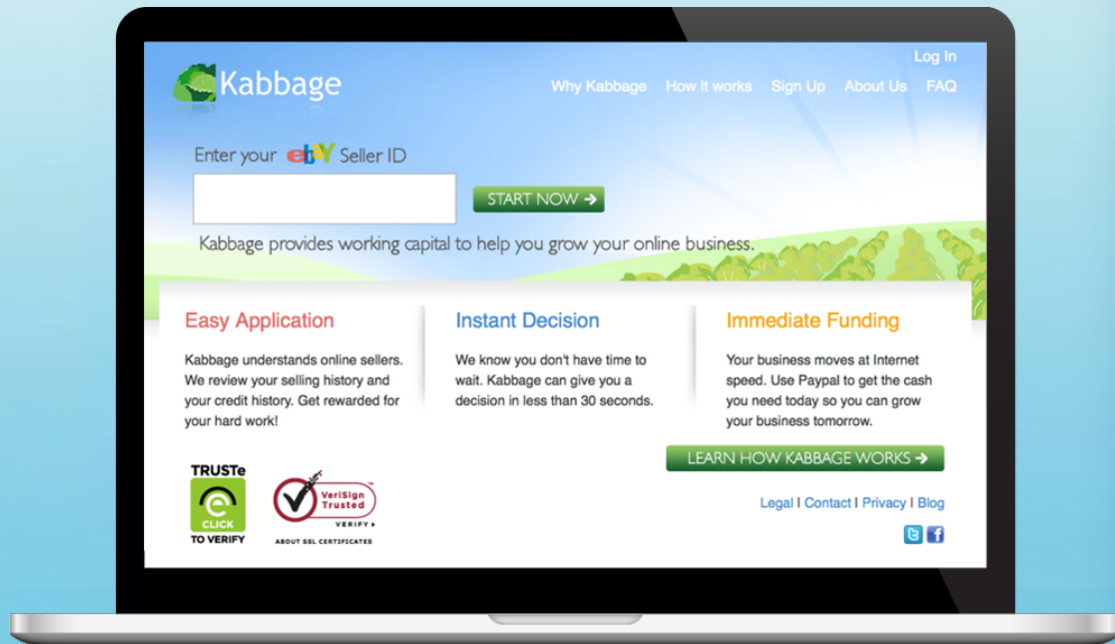 Log In
Kabbage
Why Kabbage How it works Sign Up About Us FAQ
Enter your ebaY Seller ID
START NOW →
Kabbage provides working capital to help you grow your online business.
Easy Application
Kabbage understands online sellers.
We review your selling history and
your credit history. Get rewarded for
your hard work!
Instant Decision
We know you don't have time to
wait. Kabbage can give you a
decision in less than 30 seconds.
Immediate Funding
Your business moves at Internet
speed. Use Paypal to get the cash
you need today so you can grow
your business tomorrow.
LEARN HOW KABBAGE WORKS →
TRUSTe
e
CLICK
TO VERIFY
VeriSign
Trusted
™
VERIFY ▸
ABOUT SSL CERTIFICATES
Legal | Contact | Privacy | Blog
t f